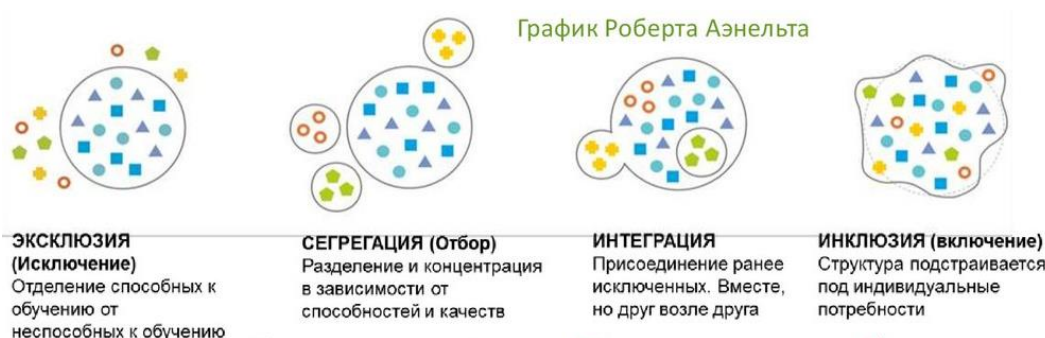 График Роберта Аэнельта
ЭКСКЛЮЗИЯ
(Исключение)
Отделение способных к
обучению от
неспособных к обучению
СЕГРЕГАЦИЯ (Отбор)
Разделение и концентрация
в зависимости от
способностей и качеств
ИНТЕГРАЦИЯ
Присоединение ранее
исключенных. Вместе,
но друг возле друга
ИНКЛЮЗИЯ (включение)
Структура подстраивается
под индивидуальные
потребности